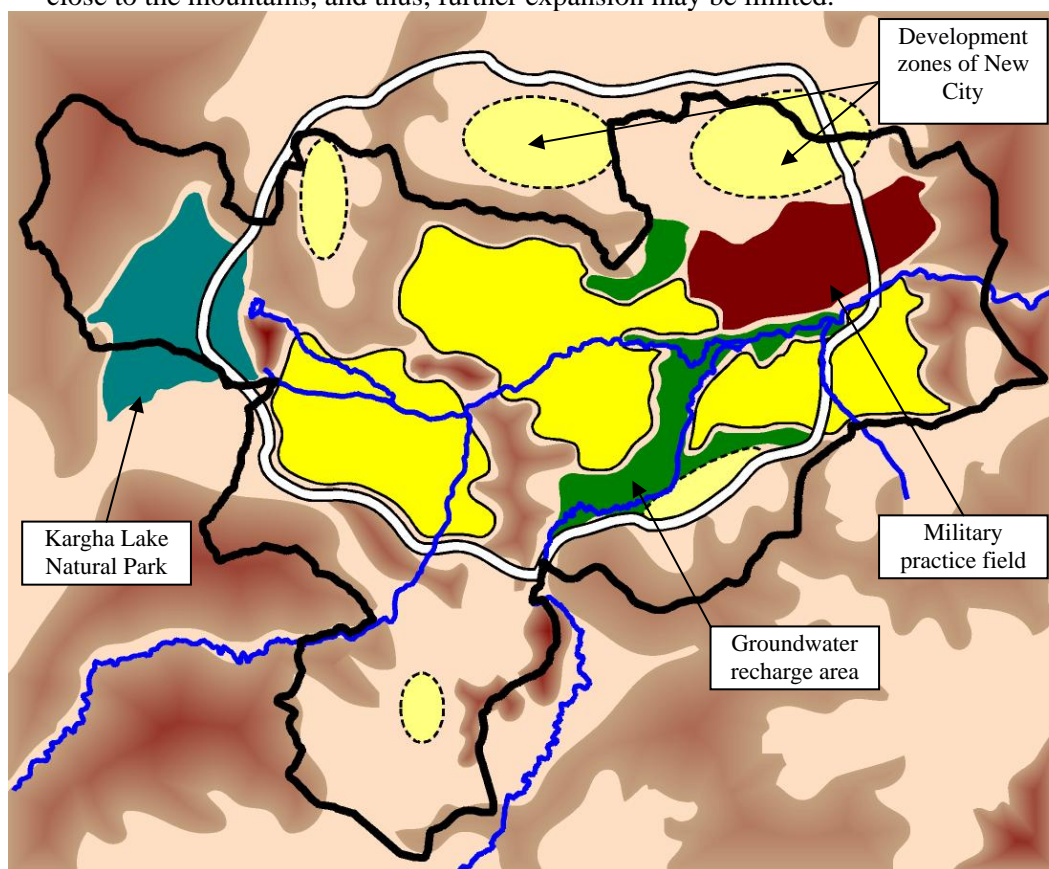 close to the mountains, and thus, further expansion may be limited.
Development
zones of New
City
Kargha Lake
Natural Park
Military
practice field
Groundwater
recharge area